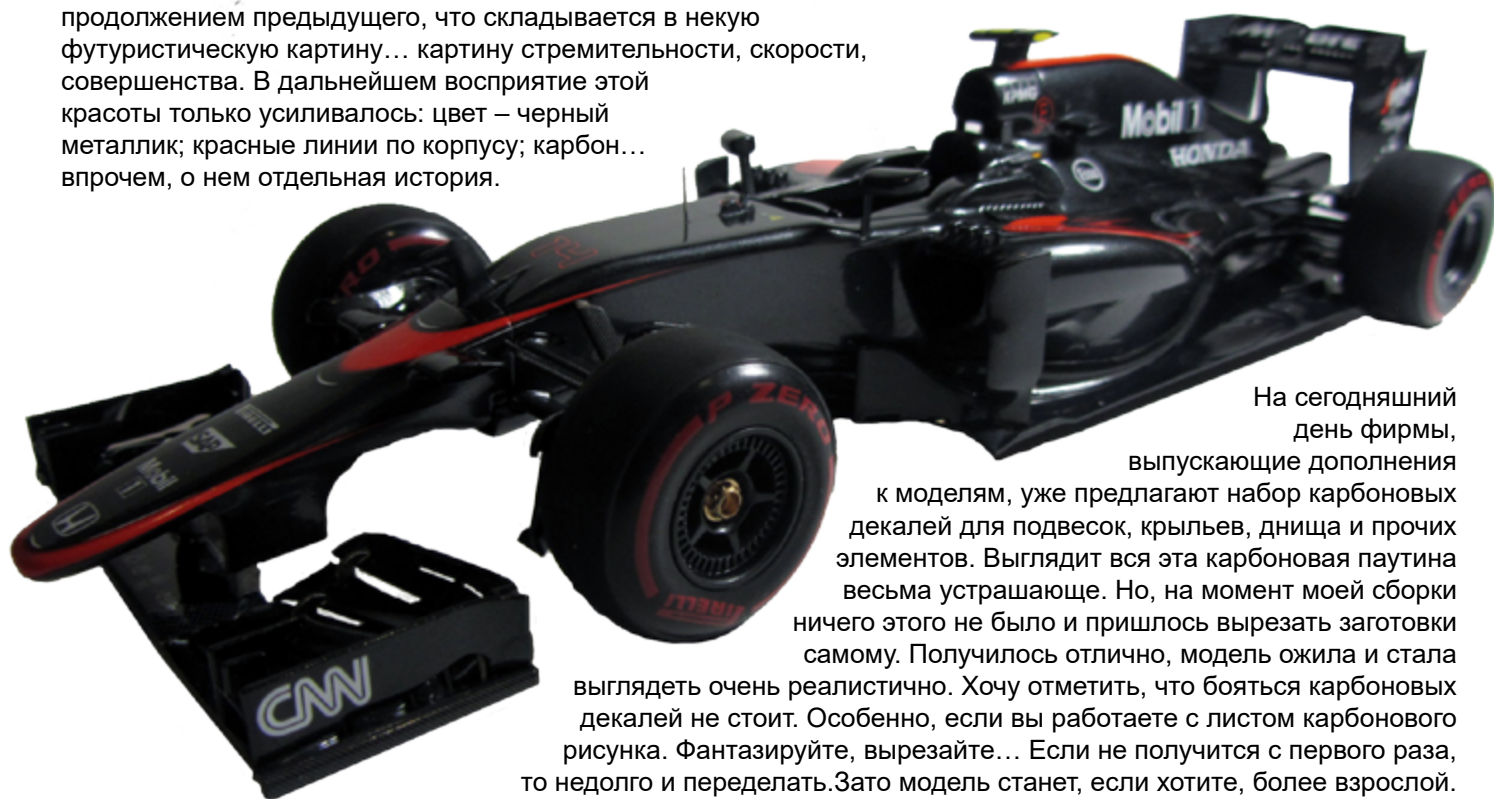 продолжением предыдущего, что складывается в некую
футуристическую картину… картину стремительности, скорости,
совершенства. В дальнейшем восприятие этой
красоты только усиливалось: цвет – черный
металлик; красные линии по корпусу; карбон…
впрочем, о нем отдельная история.
KPMG
Mobil 1
HONDA
P ZERO
PIRELLI
SAP
Mobil
1
CNN
На сегодняшний
день фирмы,
выпускающие дополнения
к моделям, уже предлагают набор карбоновых
декалей для подвесок, крыльев, днища и прочих
элементов. Выглядит вся эта карбоновая паутина
весьма устрашающе. Но, на момент моей сборки
ничего этого не было и пришлось вырезать заготовки
самому. Получилось отлично, модель ожила и стала
выглядеть очень реалистично. Хочу отметить, что бояться карбоновых
декалей не стоит. Особенно, если вы работаете с листом карбонового
рисунка. Фантазируйте, вырезайте… Если не получится с первого раза,
то недолго и переделать.Зато модель станет, если хотите, более взрослой.